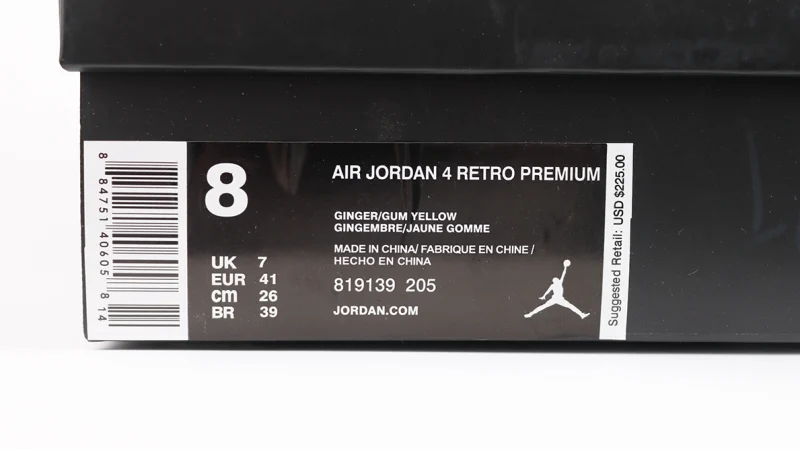 8 84751 40605 8 14
8
UK 7
EUR 41
cm 26
BR 39
AIR JORDAN 4 RETRO PREMIUM
GINGER/GUM YELLOW
GINGEMBRE/JAUNE GOMME
MADE IN CHINA/ FABRIQUE EN CHINE /
HECHO EN CHINA
819139 205
JORDAN.COM
Suggested Retail: USD $225.00